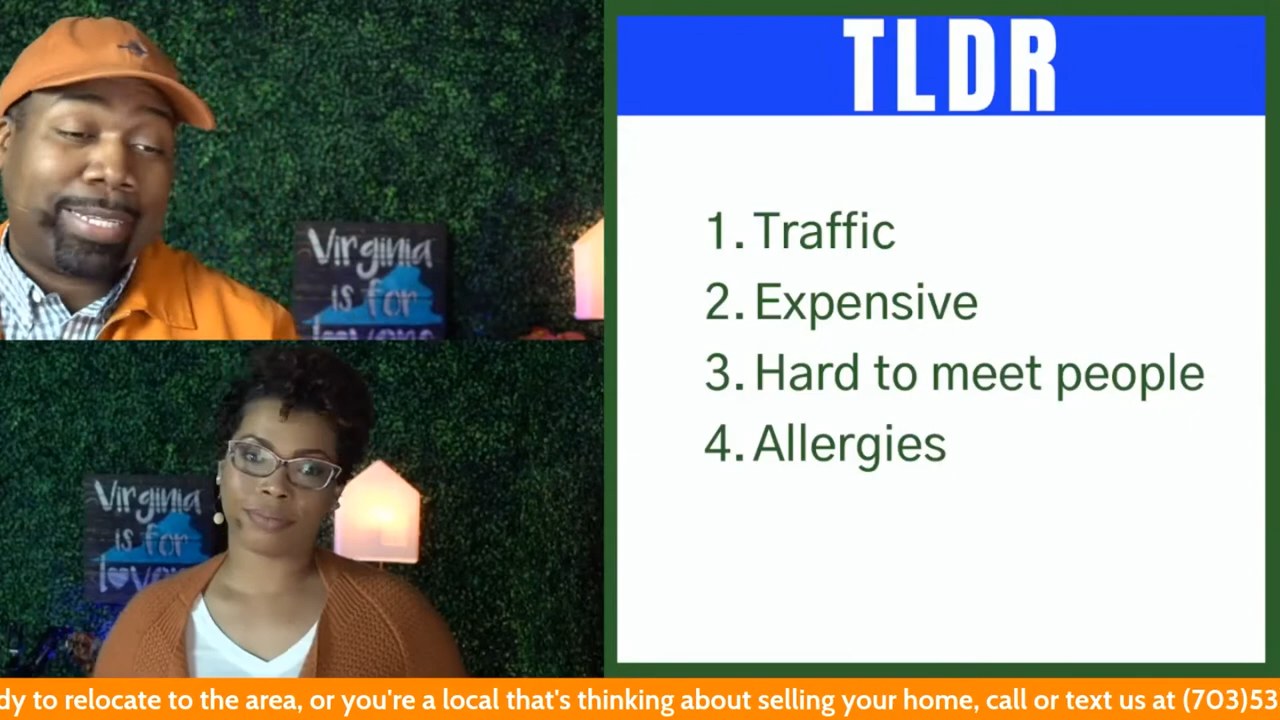 TLDR
1. Traffic
2. Expensive
3. Hard to meet people
4. Allergies
Virginia
is for
Virginia
is for
dy to relocate to the area, or you're a local that's thinking about selling your home, call or text us at (703)53